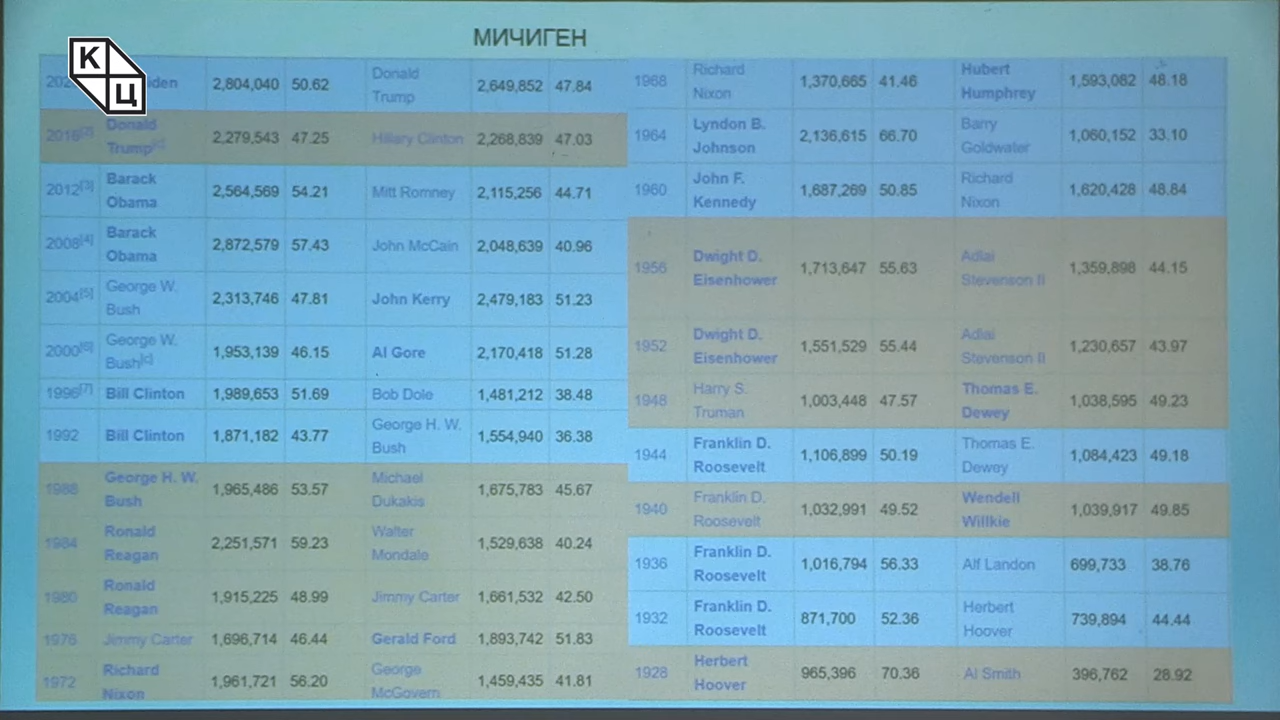 МИЧИГЕН
К
Ц
den 2,804,040 50.62 Donald Trump 2,649,852 47.84
2016[2] Donald Trump[c] 2,279,543 47.25 Hillary Clinton 2,268,839 47.03
2012[3] Barack Obama 2,564,569 54.21 Mitt Romney 2,115,256 44.71
2008[4] Barack Obama 2,872,579 57.43 John McCain 2,048,639 40.96
2004[5] George W. Bush 2,313,746 47.81 John Kerry 2,479,183 51.23
2000[6] George W. Bush[c] 1,953,139 46.15 Al Gore 2,170,418 51.28
1996[7] Bill Clinton 1,989,653 51.69 Bob Dole 1,481,212 38.48
1992 Bill Clinton 1,871,182 43.77 George H. W. Bush 1,554,940 36.38
1988 George H. W. Bush 1,965,486 53.57 Michael Dukakis 1,675,783 45.67
1984 Ronald Reagan 2,251,571 59.23 Walter Mondale 1,529,638 40.24
1980 Ronald Reagan 1,915,225 48.99 Jimmy Carter 1,661,532 42.50
1976 Jimmy Carter 1,696,714 46.44 Gerald Ford 1,893,742 51.83
1972 Richard Nixon 1,961,721 56.20 George McGovern 1,459,435 41.81
1968 Richard Nixon 1,370,665 41.46 Hubert Humphrey 1,593,082 48.18
1964 Lyndon B. Johnson 2,136,615 66.70 Barry Goldwater 1,060,152 33.10
1960 John F. Kennedy 1,687,269 50.85 Richard Nixon 1,620,428 48.84
1956 Dwight D. Eisenhower 1,713,647 55.63 Adlai Stevenson II 1,359,898 44.15
1952 Dwight D. Eisenhower 1,551,529 55.44 Adlai Stevenson II 1,230,657 43.97
1948 Harry S. Truman 1,003,448 47.57 Thomas E. Dewey 1,038,595 49.23
1944 Franklin D. Roosevelt 1,106,899 50.19 Thomas E. Dewey 1,084,423 49.18
1940 Franklin D. Roosevelt 1,032,991 49.52 Wendell Willkie 1,039,917 49.85
1936 Franklin D. Roosevelt 1,016,794 56.33 Alf Landon 699,733 38.76
1932 Franklin D. Roosevelt 871,700 52.36 Herbert Hoover 739,894 44.44
1928 Herbert Hoover 965,396 70.36 Al Smith 396,762 28.92